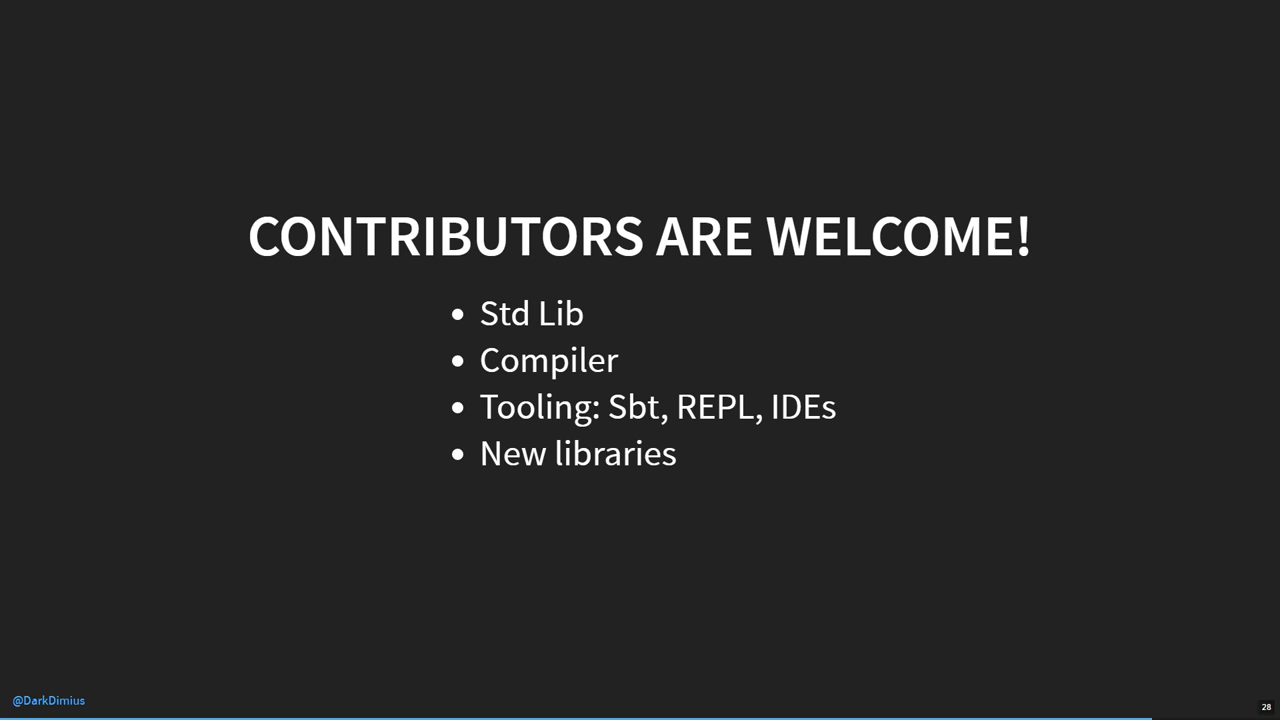 CONTRIBUTORS ARE WELCOME!
• Std Lib
• Compiler
• Tooling: Sbt, REPL, IDEs
• New libraries
@DarkDimius
28